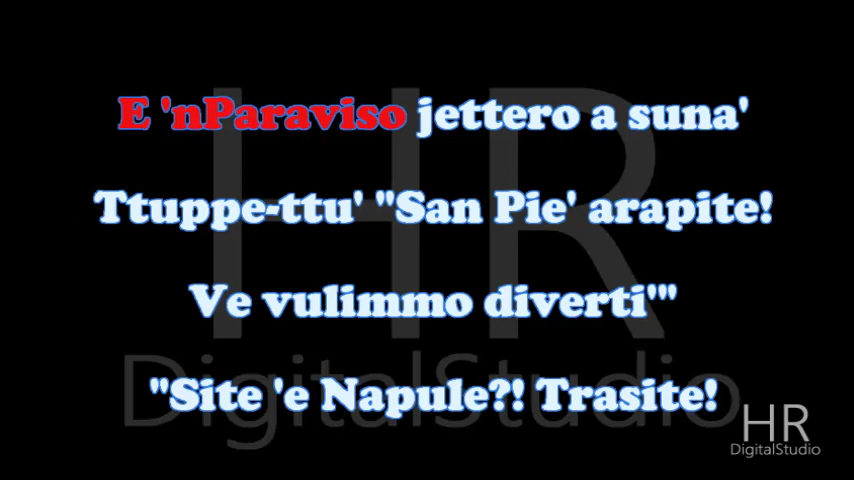 E 'nParaviso jettero a suna'
Ttuppe-ttu' "San Pie' arapite!
Ve vulimmo diverti'"
"Site 'e Napule?! Trasite!
HR
DigitalStudio
HR
DigitalStudio